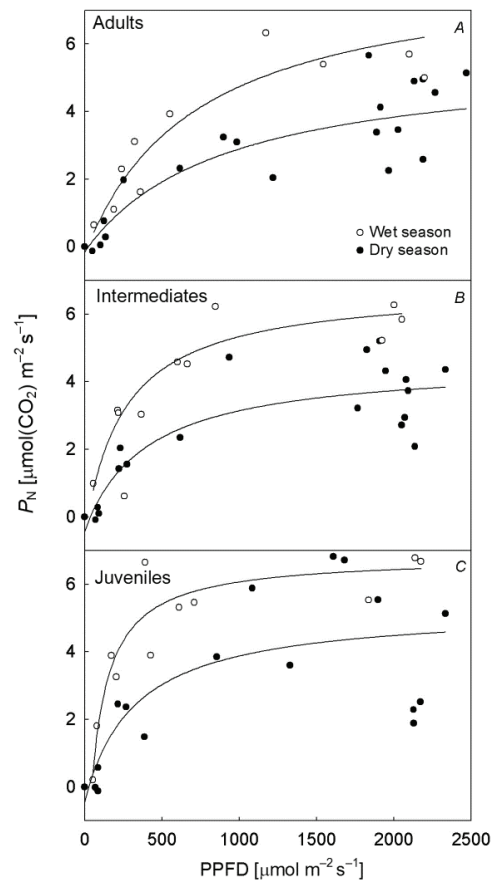 Adults
A
6
4
2
0
Wet season
Dry season
Intermediates
B
6
4
2
0
P_N [μmol(CO₂) m⁻² s⁻¹]
Juveniles
C
6
4
2
0
0 500 1000 1500 2000 2500
PPFD [μmol m⁻² s⁻¹]